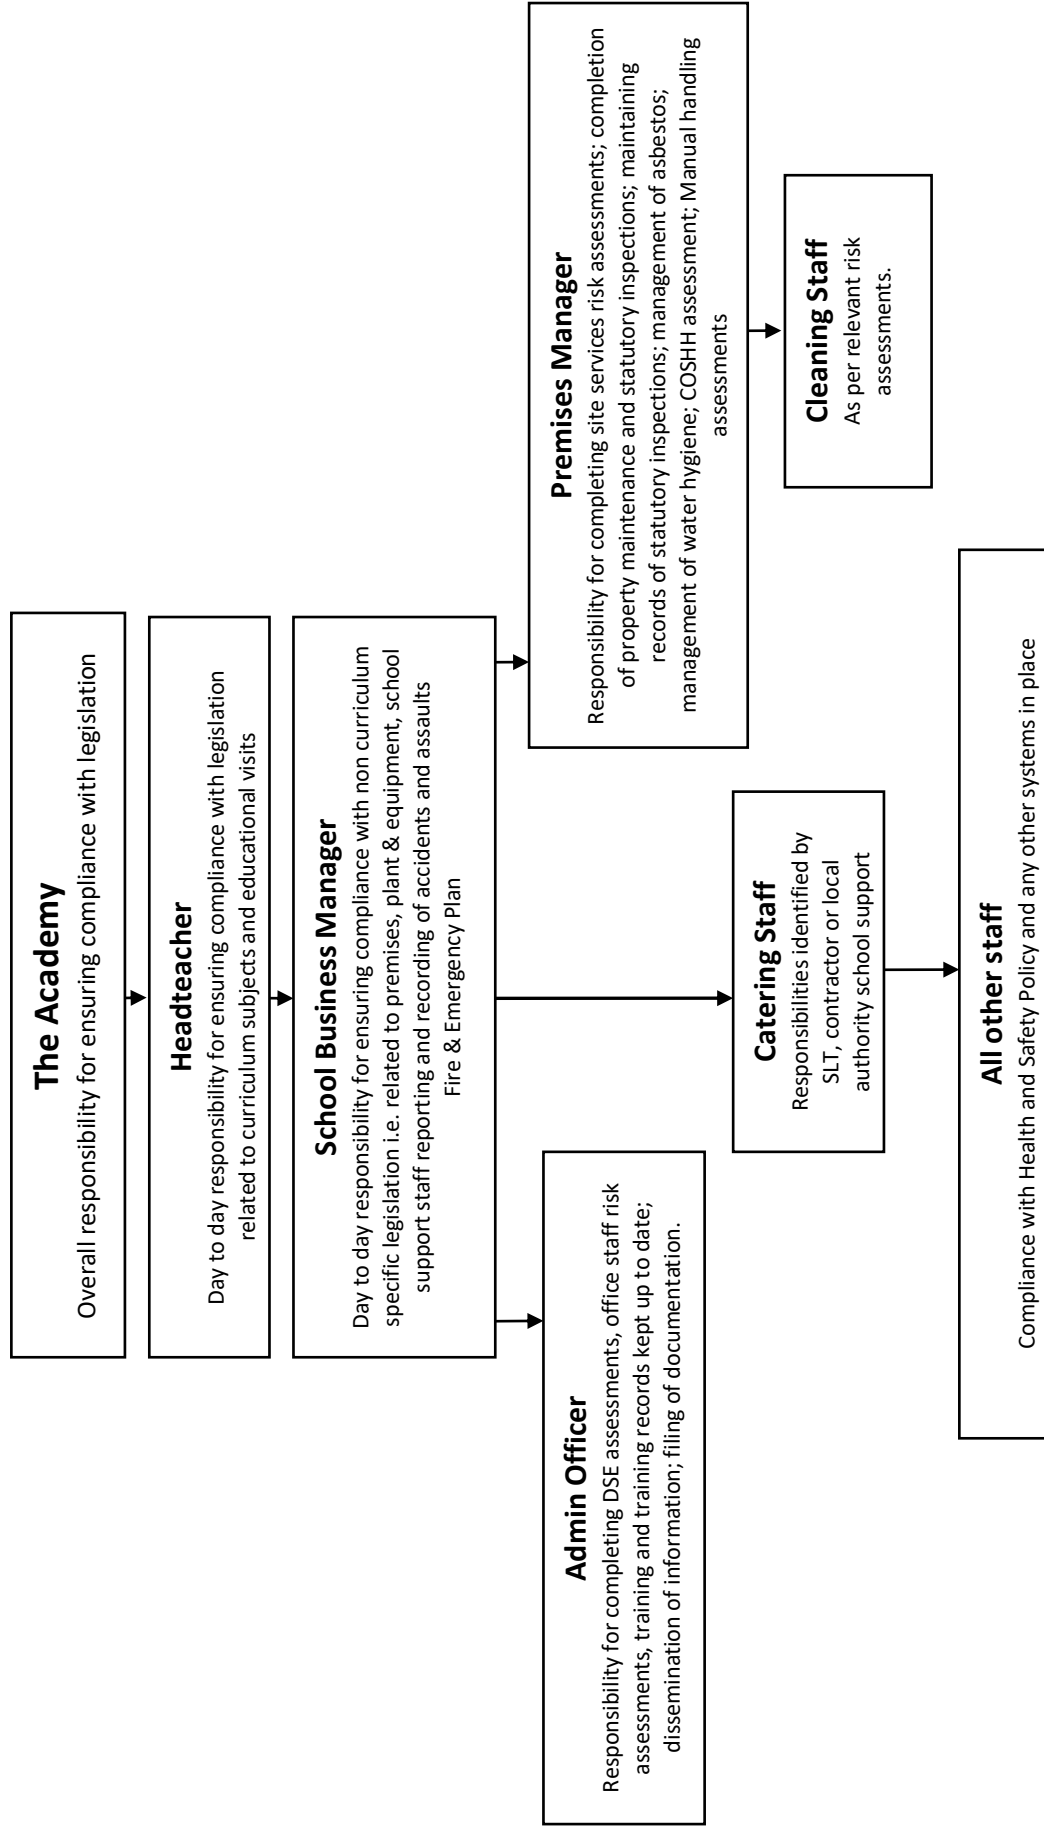 The Academy
Overall responsibility for ensuring compliance with legislation
Headteacher
Day to day responsibility for ensuring compliance with legislation
related to curriculum subjects and educational visits
School Business Manager
Day to day responsibility for ensuring compliance with non curriculum
specific legislation i.e. related to premises, plant & equipment, school
support staff reporting and recording of accidents and assaults
Fire & Emergency Plan
Admin Officer
Responsibility for completing DSE assessments, office staff risk
assessments, training and training records kept up to date;
dissemination of information; filing of documentation.
Premises Manager
Responsibility for completing site services risk assessments; completion
of property maintenance and statutory inspections; maintaining
records of statutory inspections; management of asbestos;
management of water hygiene; COSHH assessment; Manual handling
assessments
Catering Staff
Responsibilities identified by
SLT, contractor or local
authority school support
Cleaning Staff
As per relevant risk
assessments.
All other staff
Compliance with Health and Safety Policy and any other systems in place